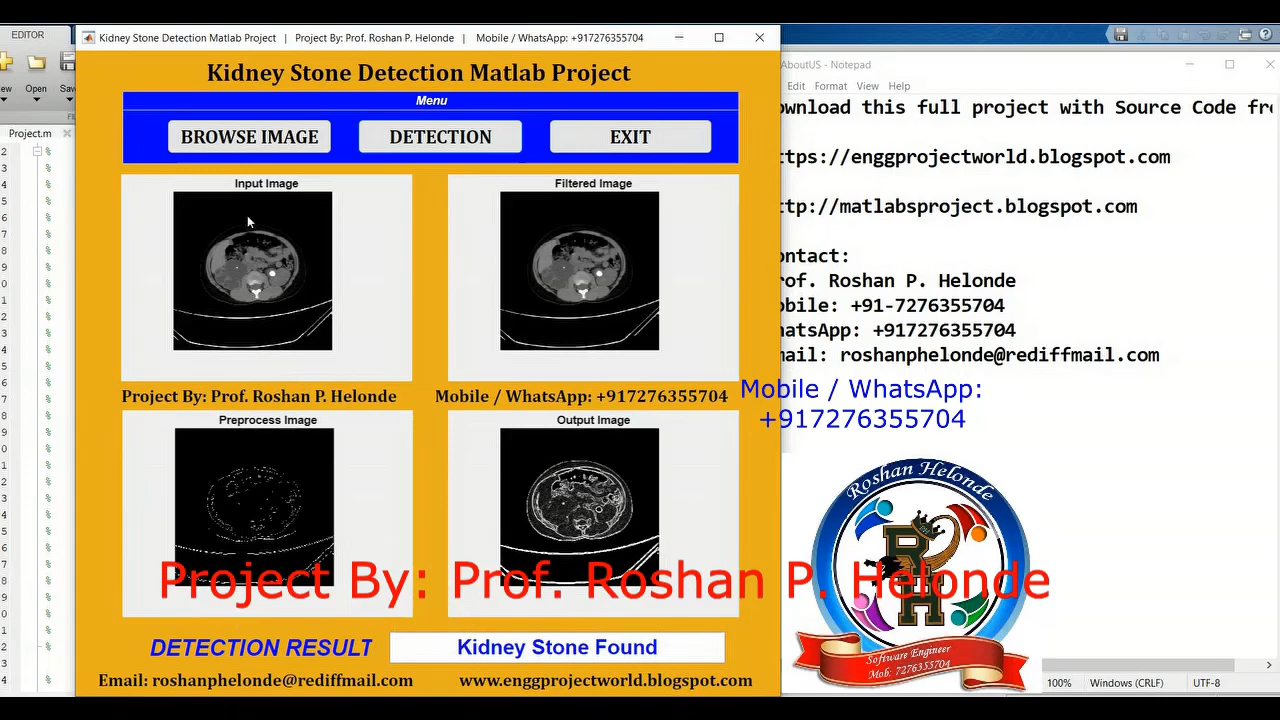 EDITOR
Kidney Stone Detection Matlab Project | Project By: Prof. Roshan P. Helonde | Mobile / WhatsApp: +917276355704
Open
Project.m
Kidney Stone Detection Matlab Project
Menu
BROWSE IMAGE
DETECTION
EXIT
Input Image
Filtered Image
Project By: Prof. Roshan P. Helonde
Mobile / WhatsApp: +917276355704
Preprocess Image
Output Image
DETECTION RESULT
Kidney Stone Found
Email: roshanphelonde@rediffmail.com
www.enggprojectworld.blogspot.com
AboutUS - Notepad
Edit Format View Help
ownload this full project with Source Code fr
ttps://enggprojectworld.blogspot.com
ttp://matlabsproject.blogspot.com
ontact:
rof. Roshan P. Helonde
obile: +91-7276355704
hatsApp: +917276355704
mail: roshanphelonde@rediffmail.com
Mobile / WhatsApp:
+917276355704
Roshan Helonde
BH
R
H
Software Engineer
Mob: 7276355704
Project By: Prof. Roshan P. Helonde
100%
Windows (CRLF)
UTF-8